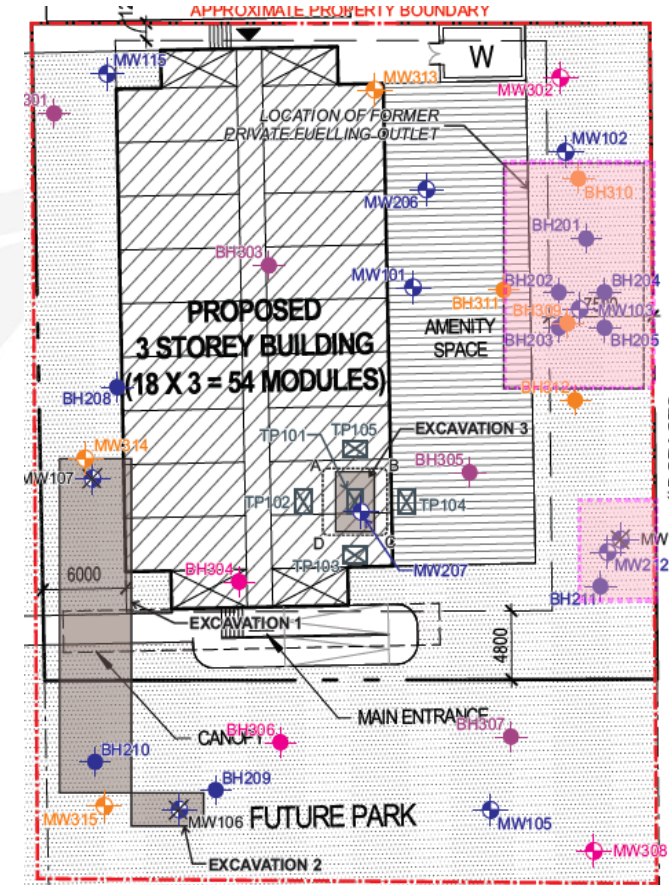 APPROXIMATE PROPERTY BOUNDARY
MW115
MW313
W
MW302
301
LOCATION OF FORMER
PRIVATE FUELLING OUTLET
MW102
MW206
BH310
BH201
BH303
MW101
BH311
BH202
BH204
7500
BH309
MW103
BH203
BH205
PROPOSED
3 STOREY BUILDING
(18 X 3 = 54 MODULES)
AMENITY
SPACE
BH208
BH312
MW314
TP101
TP105
EXCAVATION 3
A
B
MW107
BH305
TP102
TP104
D
C
MW
MW212
TP103
MW207
BH304
BH211
6000
EXCAVATION 1
4800
MAIN ENTRANCE
CANOPY
BH306
BH307
BH210
BH209
MW315
MW106
FUTURE PARK
MW105
EXCAVATION 2
MW308